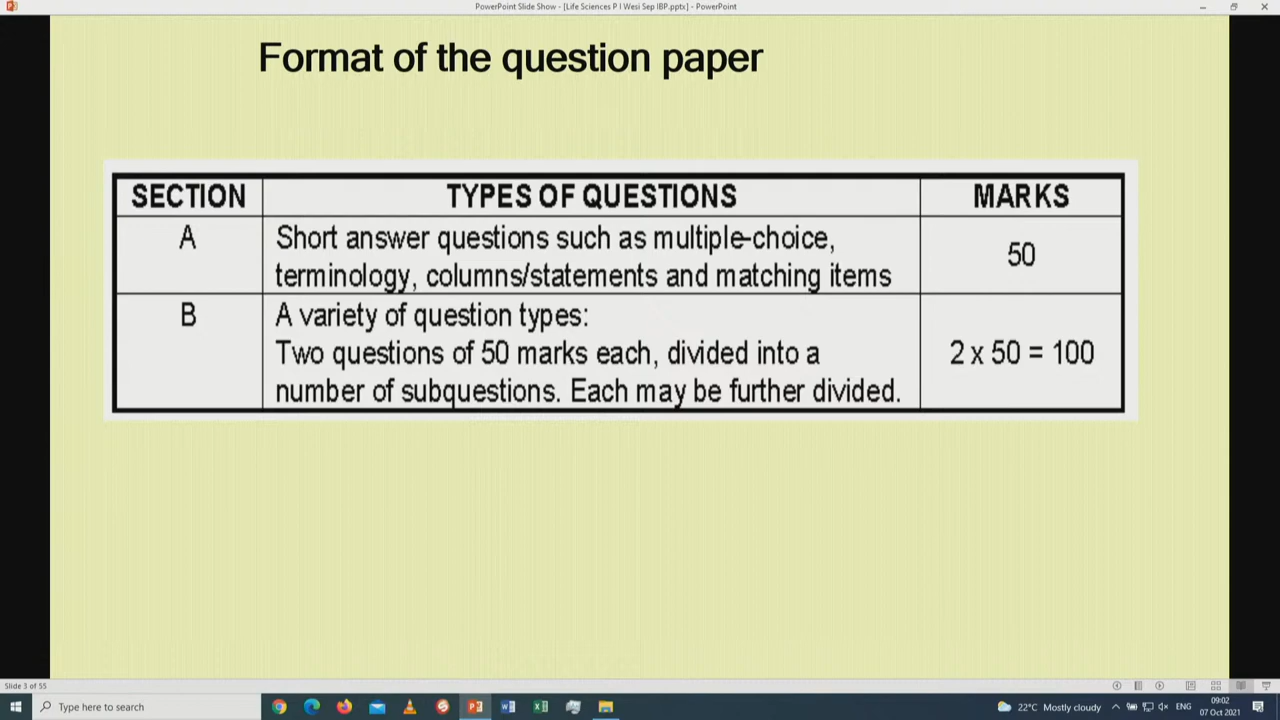 PowerPoint Slide Show - [Life Sciences P I Wesi Sep IBP.pptx] - PowerPoint
Format of the question paper
SECTION
TYPES OF QUESTIONS
MARKS
A
Short answer questions such as multiple-choice,
terminology, columns/statements and matching items
50
B
A variety of question types:
Two questions of 50 marks each, divided into a
number of subquestions. Each may be further divided.
2 x 50 = 100
Slide 3 of 55
Type here to search
22°C Mostly cloudy
ENG
09:02
07 Oct 2021